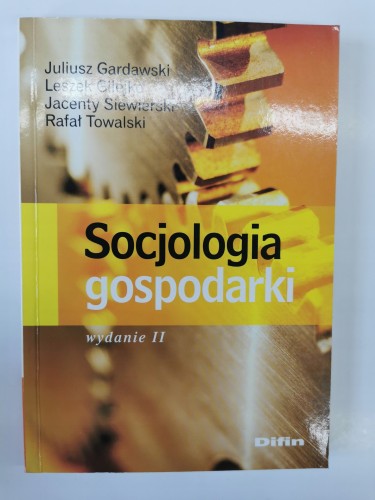 Juliusz Gardawski
Leszek
Jacenty Siewierski
Rafał Towalski
Socjologia
gospodarki
wydanie II
Difin